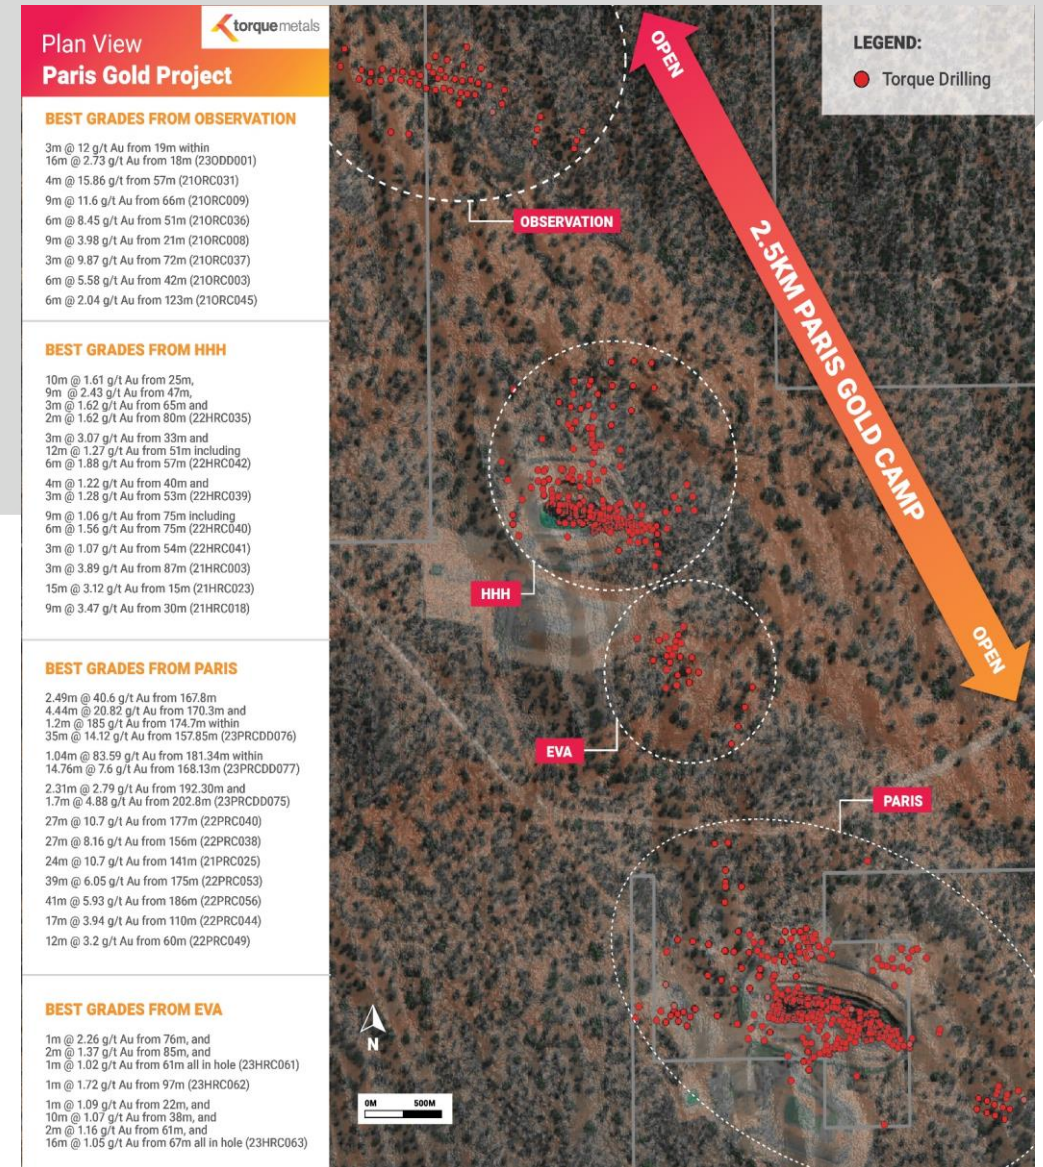 Plan View
Paris Gold Project
torquemetals
BEST GRADES FROM OBSERVATION
3m @ 12 g/t Au from 19m within
16m @ 2.73 g/t Au from 18m (23ODD001)
4m @ 15.86 g/t from 57m (21ORC031)
9m @ 11.6 g/t Au from 66m (21ORC009)
6m @ 8.45 g/t Au from 51m (21ORC036)
9m @ 3.98 g/t Au from 21m (21ORC008)
3m @ 9.87 g/t Au from 72m (21ORC037)
6m @ 5.58 g/t Au from 42m (21ORC003)
6m @ 2.04 g/t Au from 123m (21ORC045)
BEST GRADES FROM HHH
10m @ 1.61 g/t Au from 25m,
9m @ 2.43 g/t Au from 47m,
3m @ 1.62 g/t Au from 65m and
2m @ 1.62 g/t Au from 80m (22HRC035)
3m @ 3.07 g/t Au from 33m and
12m @ 1.27 g/t Au from 51m including
6m @ 1.88 g/t Au from 57m (22HRC042)
4m @ 1.22 g/t Au from 40m and
3m @ 1.28 g/t Au from 53m (22HRC039)
9m @ 1.06 g/t Au from 75m including
6m @ 1.56 g/t Au from 75m (22HRC040)
3m @ 1.07 g/t Au from 54m (22HRC041)
3m @ 3.89 g/t Au from 87m (21HRC003)
15m @ 3.12 g/t Au from 15m (21HRC023)
9m @ 3.47 g/t Au from 30m (21HRC018)
BEST GRADES FROM PARIS
2.49m @ 40.6 g/t Au from 167.8m
4.44m @ 20.82 g/t Au from 170.3m and
1.2m @ 185 g/t Au from 174.7m within
35m @ 14.12 g/t Au from 157.85m (23PRCDD076)
1.04m @ 83.59 g/t Au from 181.34m within
14.76m @ 7.6 g/t Au from 168.13m (23PRCDD077)
2.31m @ 2.79 g/t Au from 192.30m and
1.7m @ 4.88 g/t Au from 202.8m (23PRCDD075)
27m @ 10.7 g/t Au from 177m (22PRC040)
27m @ 8.16 g/t Au from 156m (22PRC038)
24m @ 10.7 g/t Au from 141m (21PRC025)
39m @ 6.05 g/t Au from 175m (22PRC053)
41m @ 5.93 g/t Au from 186m (22PRC056)
17m @ 3.94 g/t Au from 110m (22PRC044)
12m @ 3.2 g/t Au from 60m (22PRC049)
BEST GRADES FROM EVA
1m @ 2.26 g/t Au from 76m, and
2m @ 1.37 g/t Au from 85m, and
1m @ 1.02 g/t Au from 61m all in hole (23HRC061)
1m @ 1.72 g/t Au from 97m (23HRC062)
1m @ 1.09 g/t Au from 22m, and
10m @ 1.07 g/t Au from 38m, and
2m @ 1.16 g/t Au from 61m, and
16m @ 1.05 g/t Au from 67m all in hole (23HRC063)
LEGEND:
Torque Drilling
OPEN
2.5KM PARIS GOLD CAMP
OPEN
OBSERVATION
HHH
EVA
PARIS
N
0M 500M